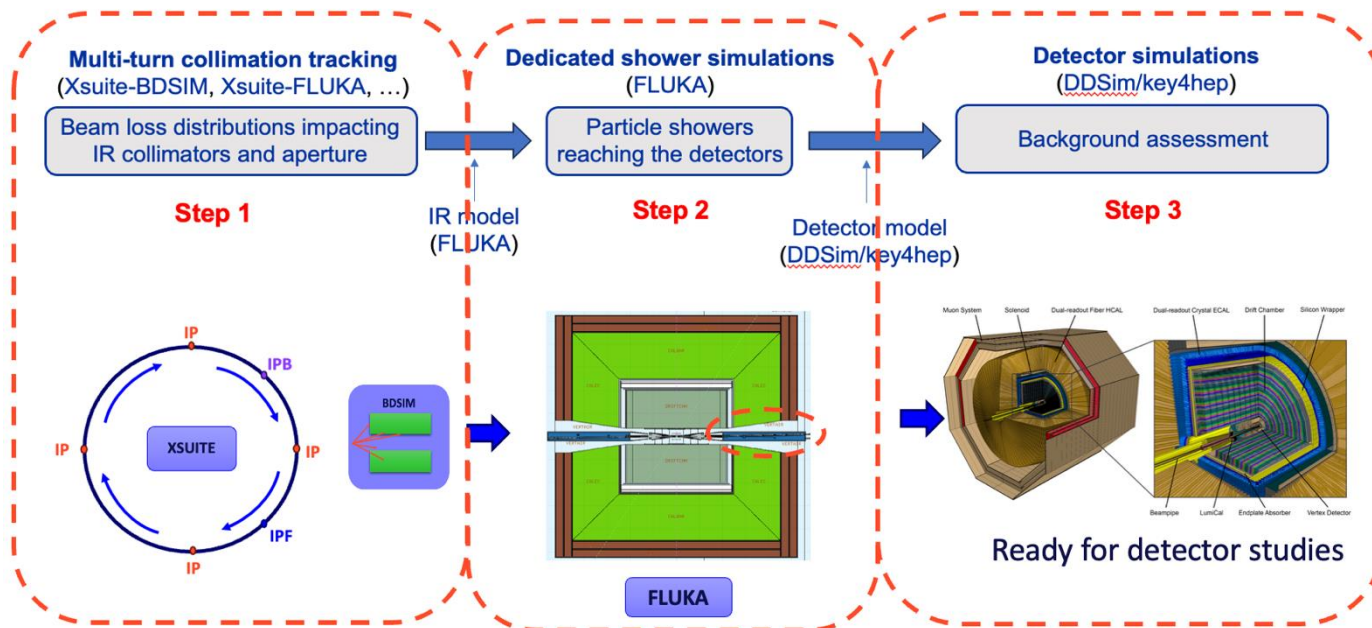 Multi-turn collimation tracking
(Xsuite-BDSIM, Xsuite-FLUKA, …)
Beam loss distributions impacting
IR collimators and aperture
Step 1
IR model
(FLUKA)
Dedicated shower simulations
(FLUKA)
Particle showers
reaching the detectors
Step 2
Detector model
(DDSim/key4hep)
Detector simulations
(DDSim/key4hep)
Background assessment
Step 3
IP
IPB
IP
XSUITE
IP
IPF
IP
BDSIM
FLUKA
Muon System
Solenoid
Dual-readout Fiber HCAL
Dual-readout Crystal ECAL
Drift Chamber
Silicon Wrapper
Beampipe
LumiCal
Endplate Absorber
Vertex Detector
Ready for detector studies